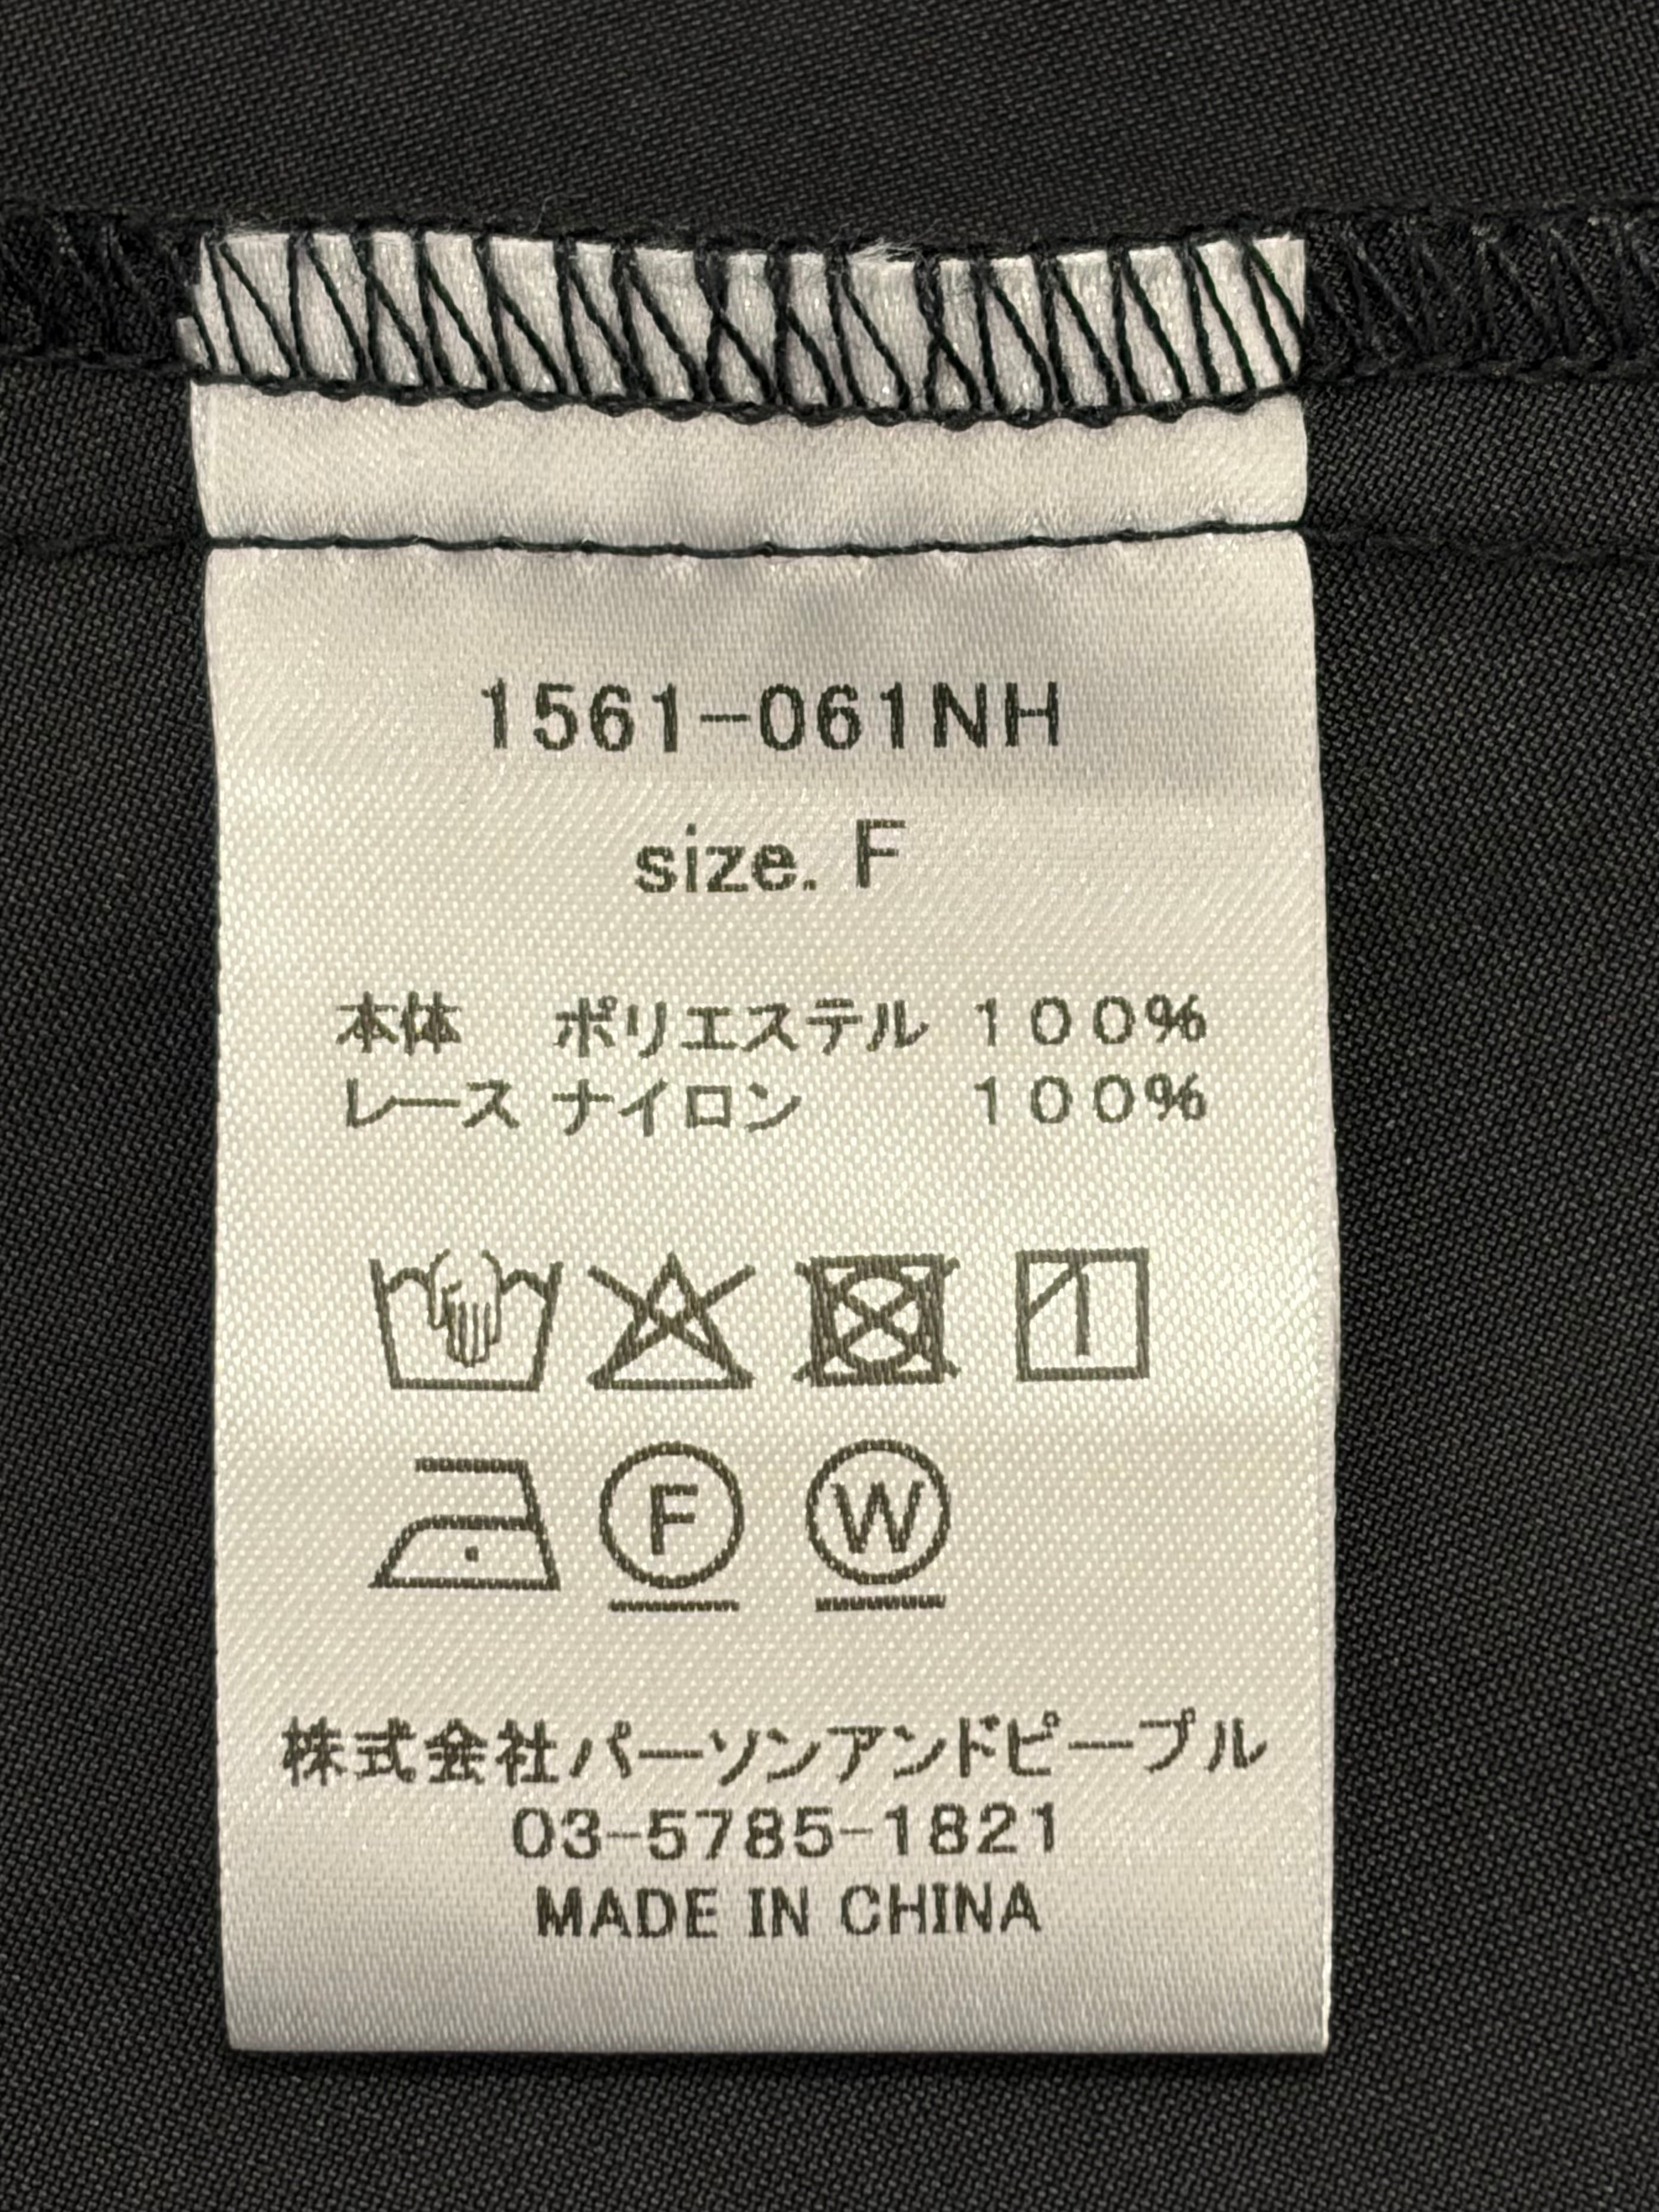 1561-061NH
size. F
本体 ポリエステル 100%
レース ナイロン 100%
F W
株式会社パーソンアンドピープル
03-5785-1821
MADE IN CHINA